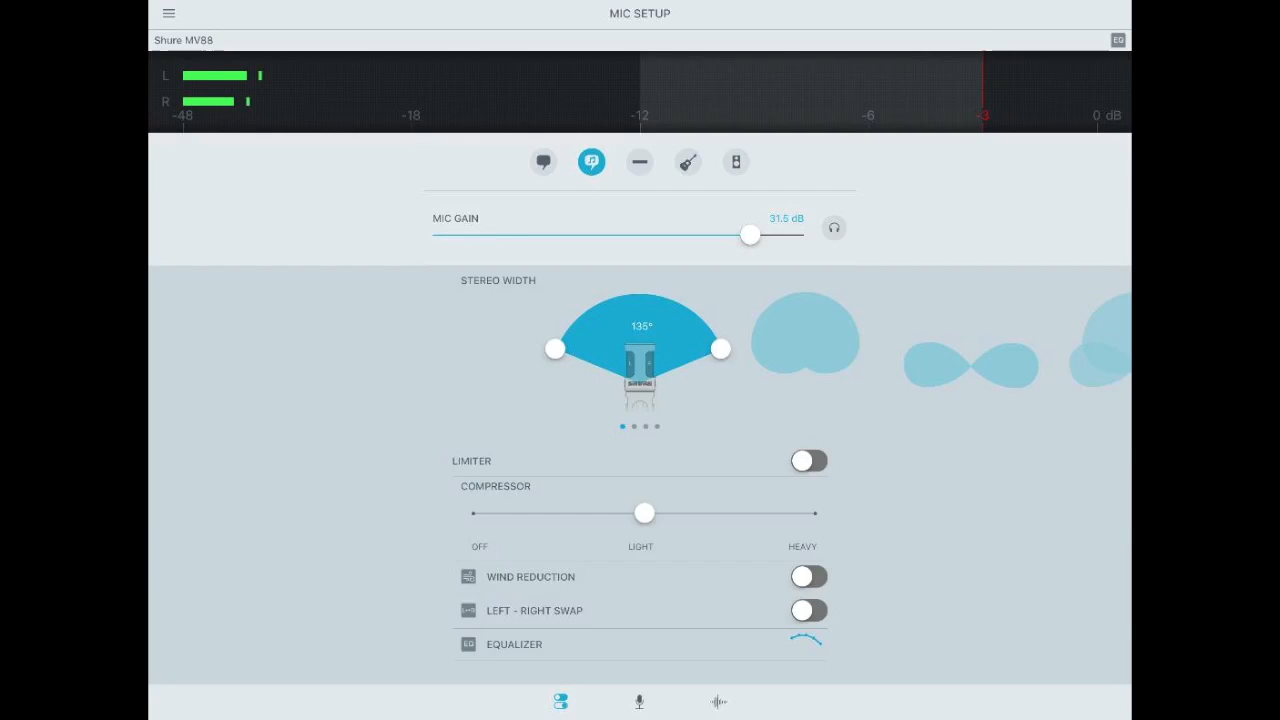 MIC SETUP
Shure MV88
EQ
L
R
-48 -18 -12 -6 -3 0 dB
MIC GAIN 31.5 dB
STEREO WIDTH
135°
LIMITER
COMPRESSOR
OFF LIGHT HEAVY
WIND REDUCTION
LEFT - RIGHT SWAP
EQ EQUALIZER